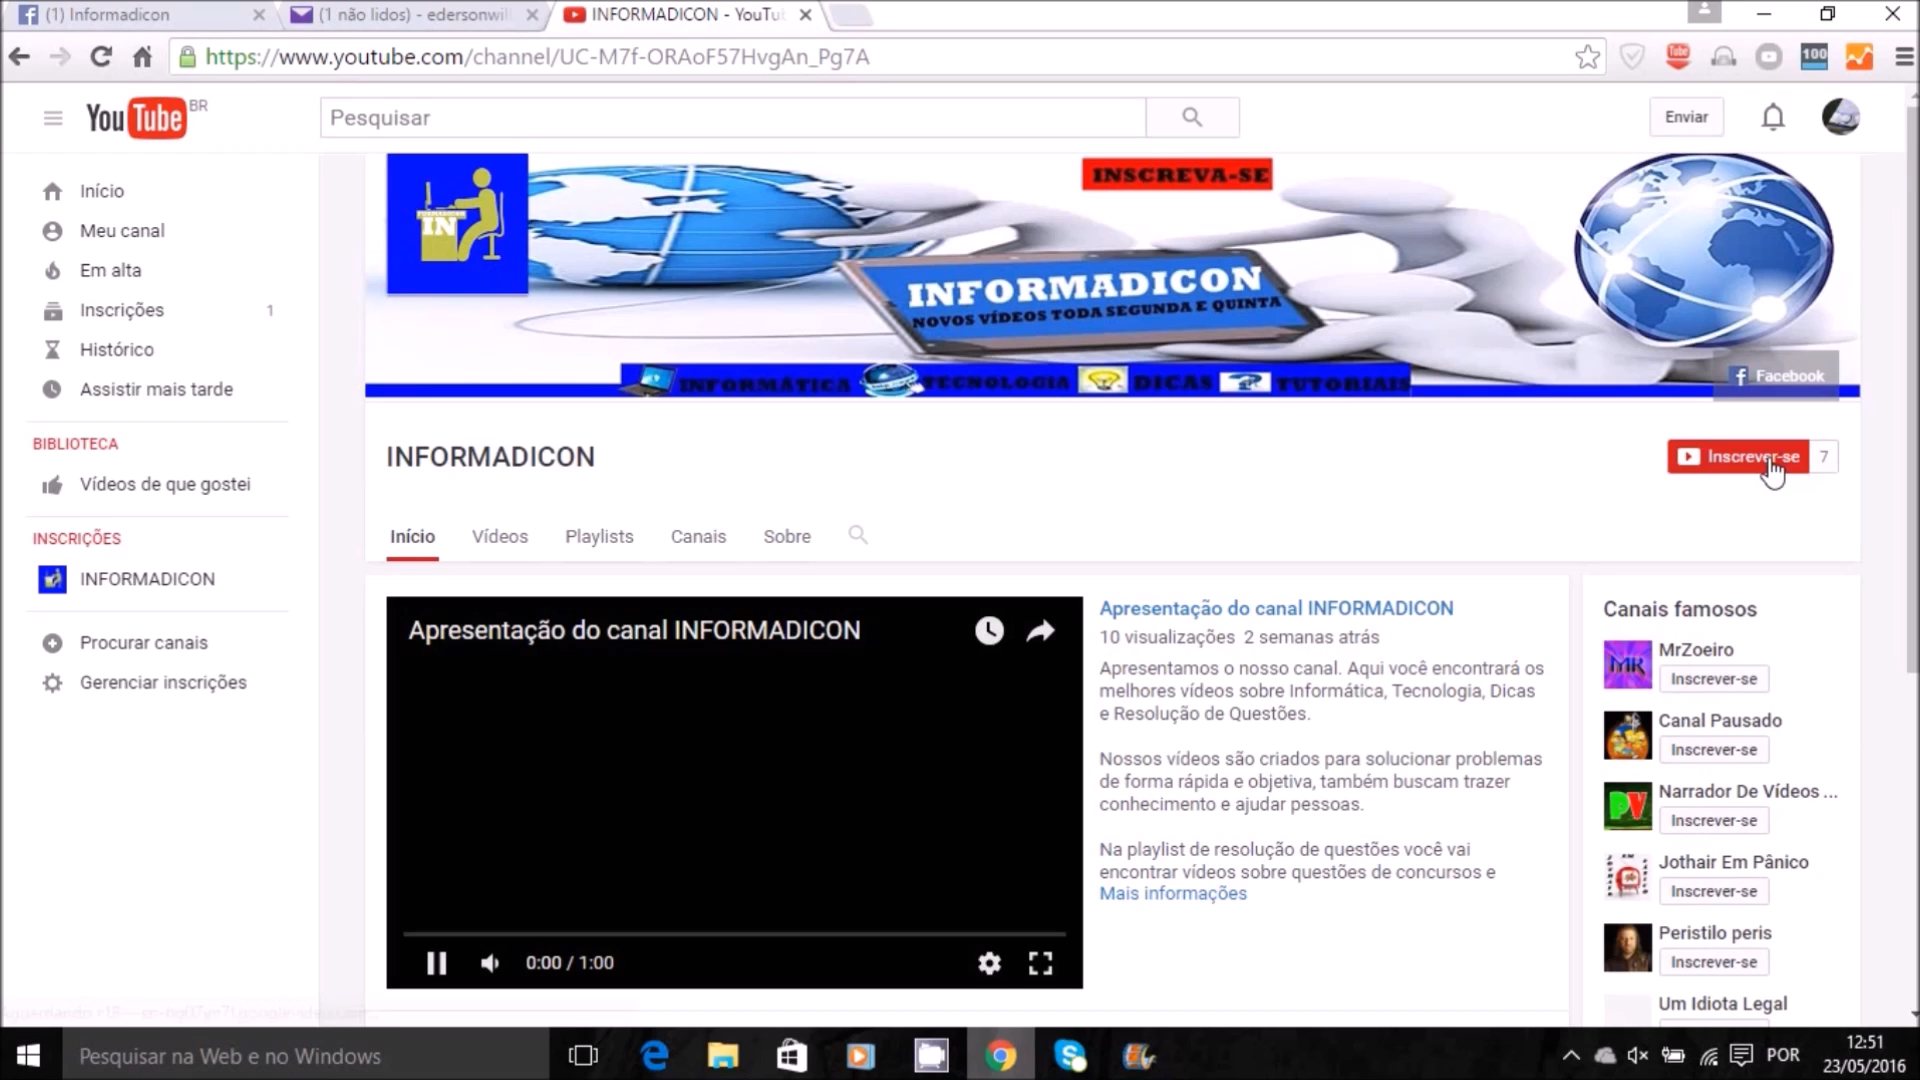 (1) Informadicon
(1 não lidos) - edersonwill
INFORMADICON - YouTu
https://www.youtube.com/channel/UC-M7f-ORAoF57HvgAn_Pg7A
Tube
100
YouTube BR
Pesquisar
Enviar
Início
Meu canal
Em alta
Inscrições 1
Histórico
Assistir mais tarde
BIBLIOTECA
Vídeos de que gostei
INSCRIÇÕES
INFORMADICON
Procurar canais
Gerenciar inscrições
IN
INSCREVA-SE
INFORMADICON
NOVOS VÍDEOS TODA SEGUNDA E QUINTA
INFORMÁTICA TECNOLOGIA DICAS TUTORIAIS
Facebook
INFORMADICON
Inscrever-se 7
Início Vídeos Playlists Canais Sobre
Apresentação do canal INFORMADICON
0:00 / 1:00
Apresentação do canal INFORMADICON
10 visualizações 2 semanas atrás
Apresentamos o nosso canal. Aqui você encontrará os
melhores vídeos sobre Informática, Tecnologia, Dicas
e Resolução de Questões.
Nossos vídeos são criados para solucionar problemas
de forma rápida e objetiva, também buscam trazer
conhecimento e ajudar pessoas.
Na playlist de resolução de questões você vai
encontrar vídeos sobre questões de concursos e
Mais informações
Canais famosos
MR
MrZoeiro
Inscrever-se
Canal Pausado
Inscrever-se
PV
Narrador De Vídeos ...
Inscrever-se
Jothair Em Pânico
Inscrever-se
Peristilo peris
Inscrever-se
Um Idiota Legal
Pesquisar na Web e no Windows
POR
12:51
23/05/2016